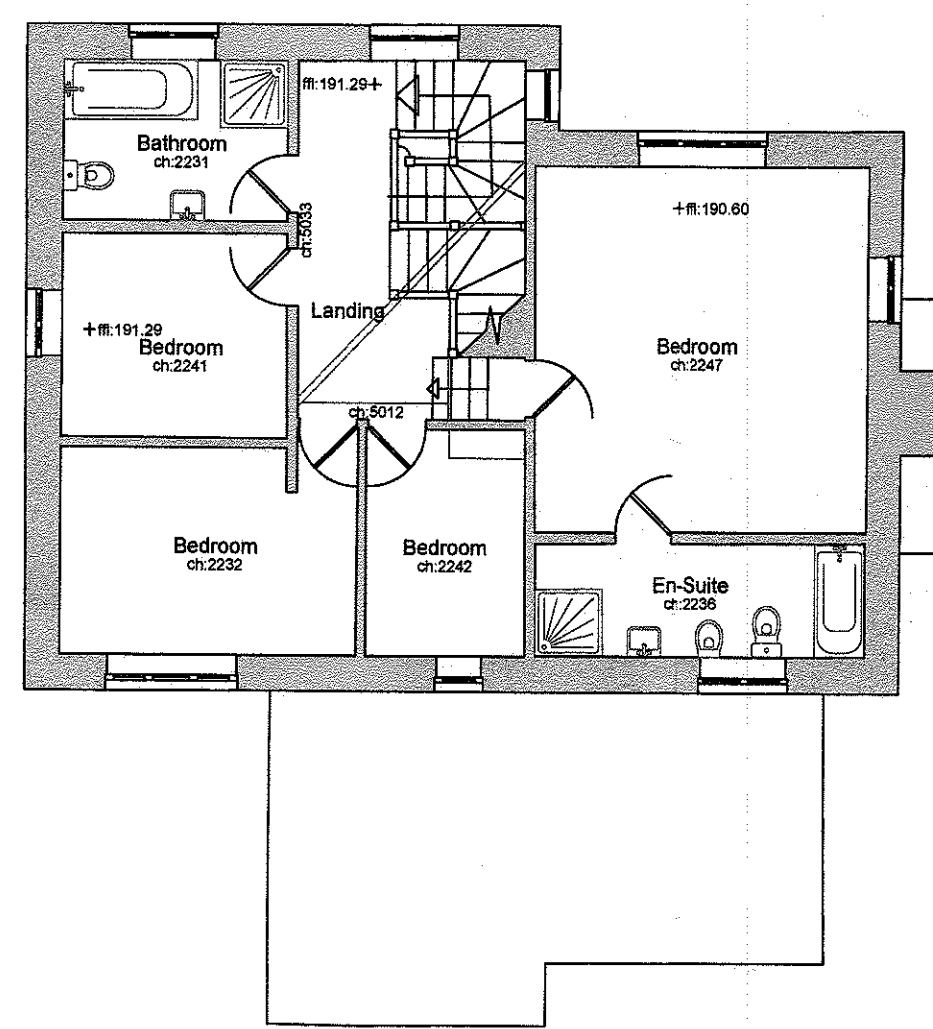 ffl:191.29+
Bathroom
ch:2231
+ffl:190.60
ch:5033
Landing
+ffl:191.29
Bedroom
ch:2241
Bedroom
ch:2247
ch:5012
Bedroom
ch:2232
Bedroom
ch:2242
En-Suite
ch:2236